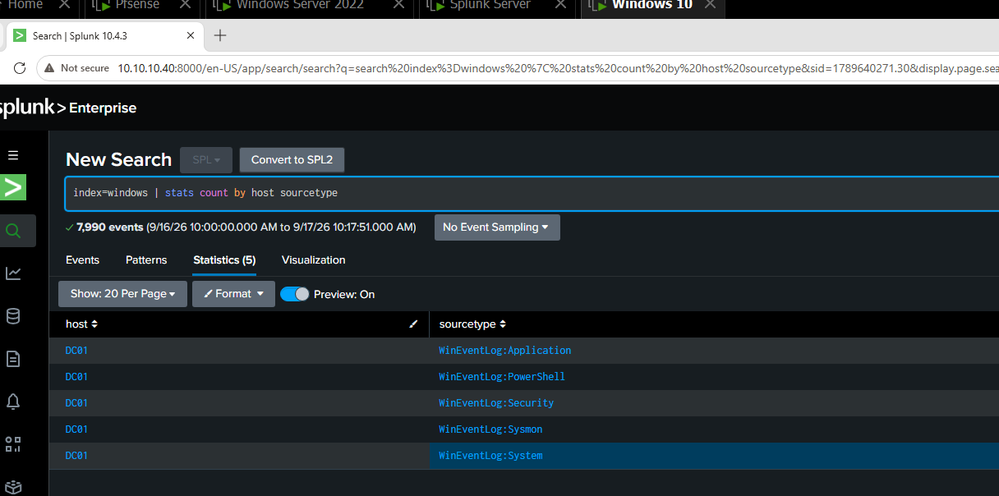 Home
Pfsense
Windows Server 2022
Splunk Server
Windows 10
Search | Splunk 10.4.3
Not secure 10.10.10.40:8000/en-US/app/search/search?q=search%20index%3Dwindows%20%7C%20stats%20count%20by%20host%20sourcetype&sid=1789640271.30&display.page.sea
splunk>Enterprise
New Search SPL Convert to SPL2
index=windows | stats count by host sourcetype
7,990 events (9/16/26 10:00:00.000 AM to 9/17/26 10:17:51.000 AM) No Event Sampling
Events Patterns Statistics (5) Visualization
Show: 20 Per Page Format Preview: On
host sourcetype
DC01 WinEventLog:Application
DC01 WinEventLog:PowerShell
DC01 WinEventLog:Security
DC01 WinEventLog:Sysmon
DC01 WinEventLog:System